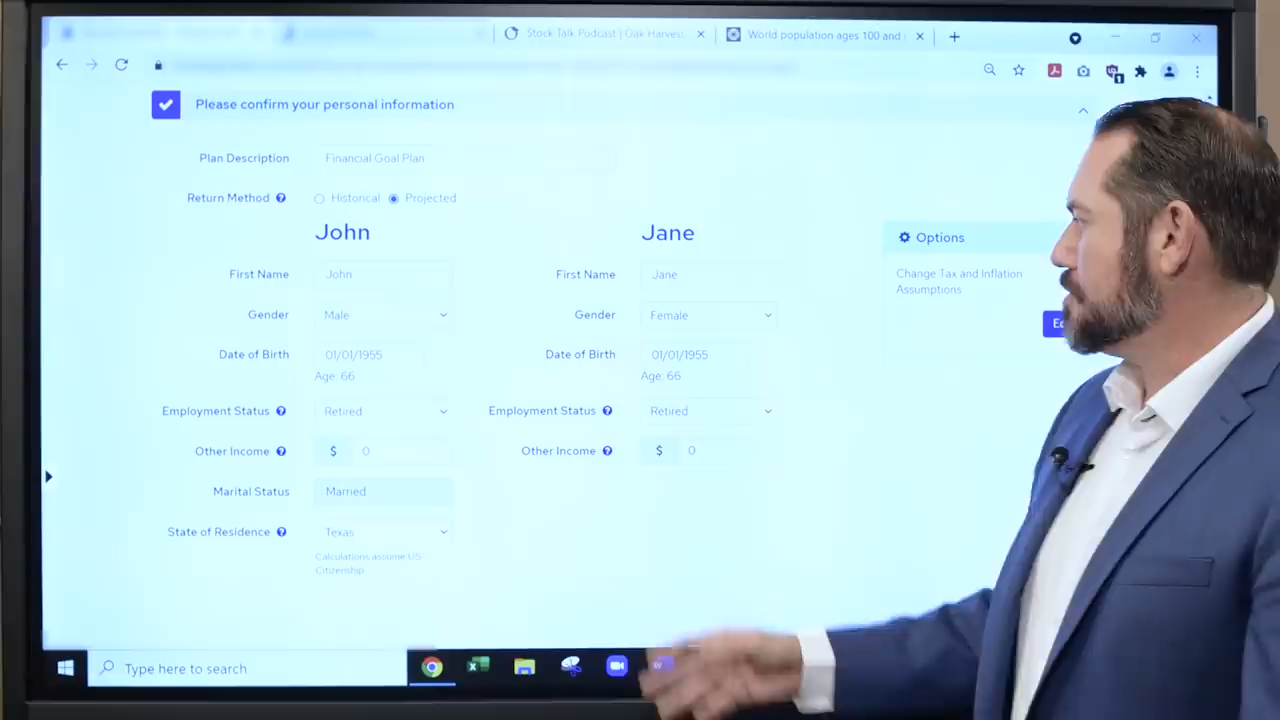 Stock Talk Podcast | Oak Harves
World population ages 100 and
Please confirm your personal information
Plan Description Financial Goal Plan
Return Method Historical Projected
John Jane
First Name John First Name Jane
Gender Male Gender Female
Date of Birth 01/01/1955 Date of Birth 01/01/1955
Age: 66 Age: 66
Employment Status Retired Employment Status Retired
Other Income $ 0 Other Income $ 0
Marital Status Married
State of Residence Texas
Calculations assume US
Citizenship
Options
Change Tax and Inflation
Assumptions
Type here to search